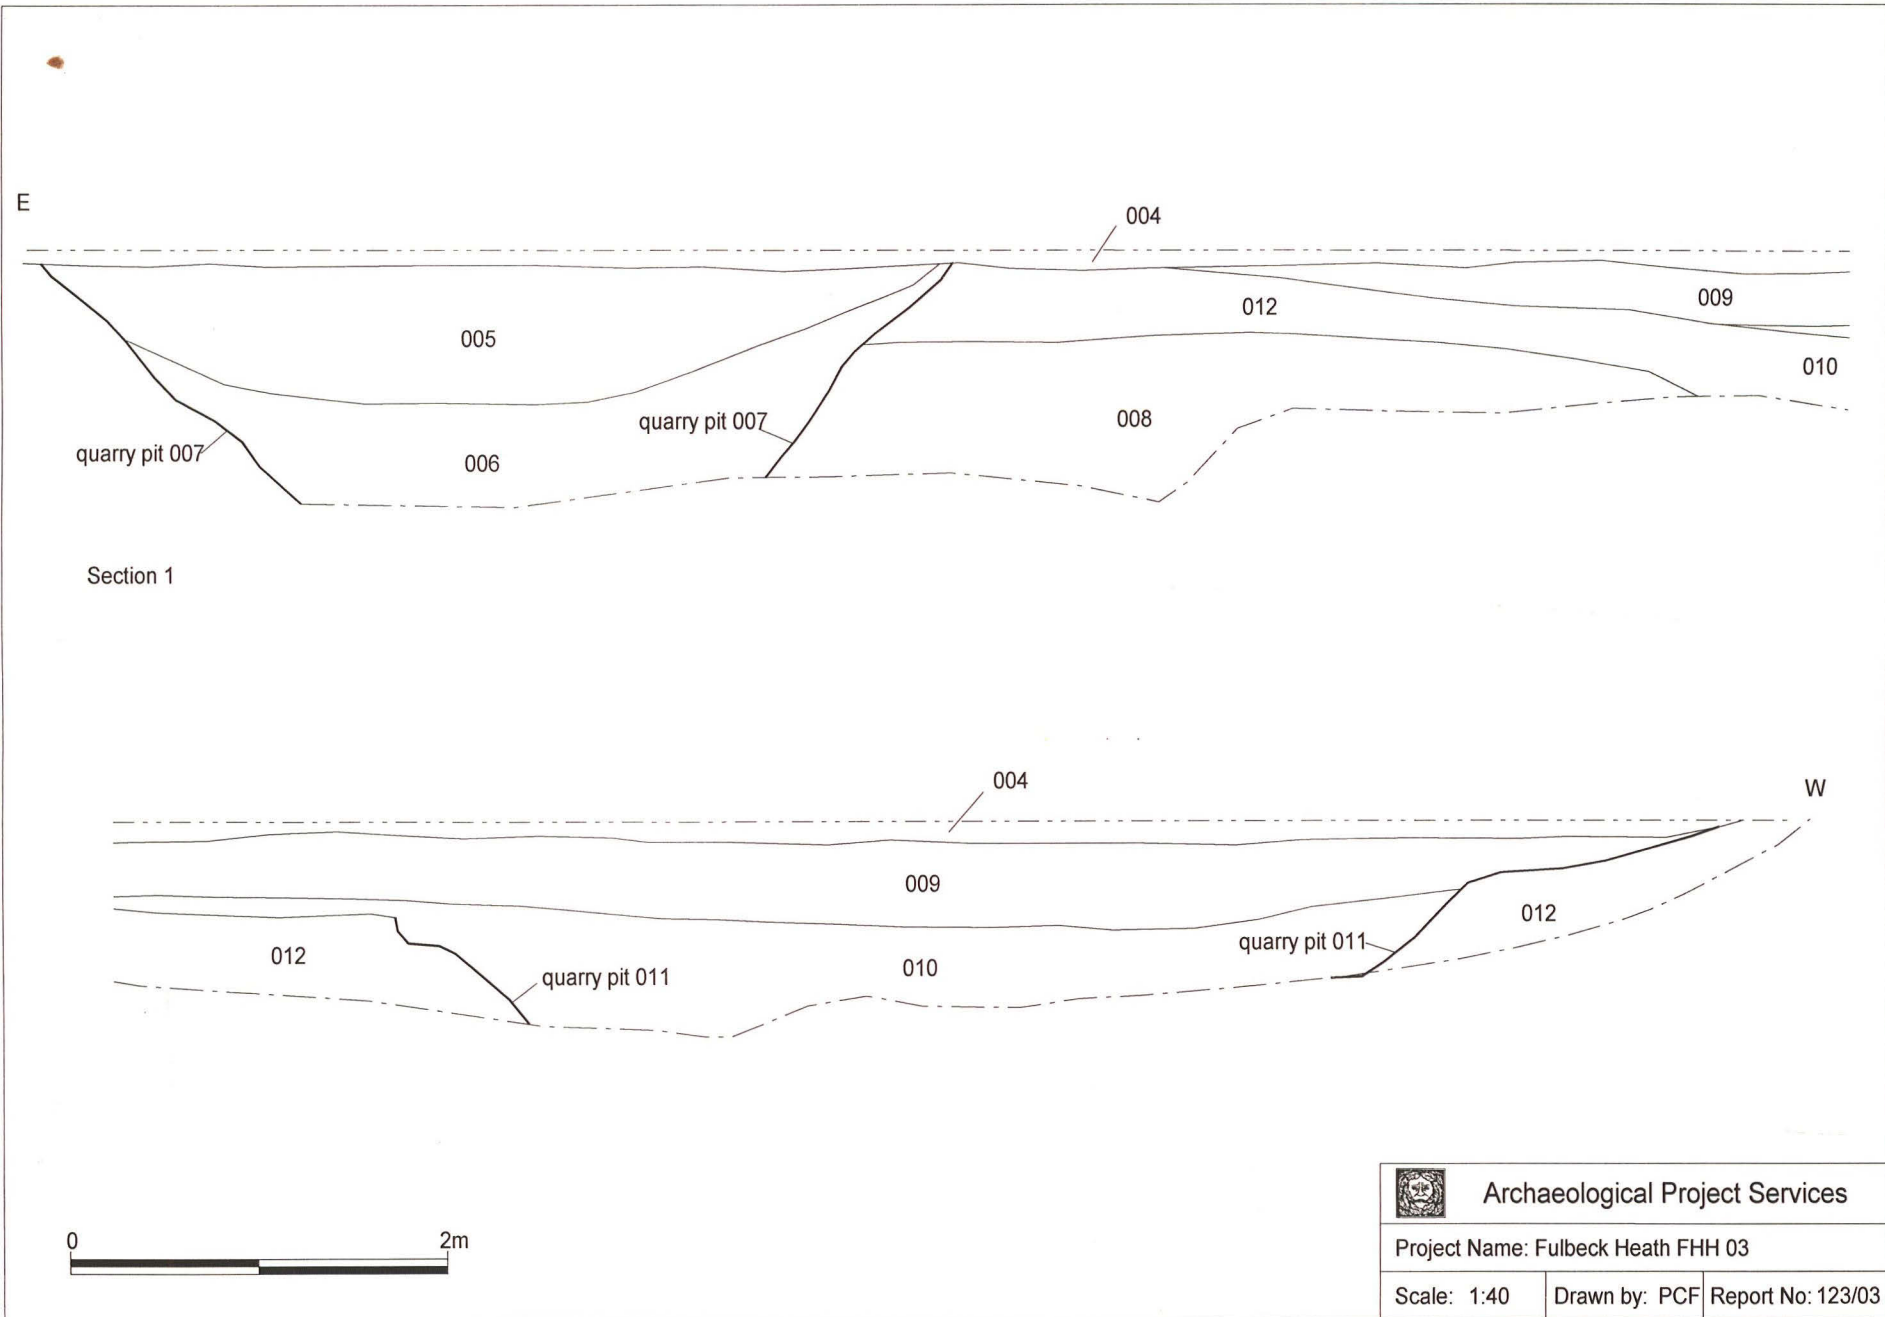 E
004
012
009
005
010
008
quarry pit 007
quarry pit 007
006
Section 1
004
W
009
012
quarry pit 011
012
010
quarry pit 011
0 2m
Archaeological Project Services
Project Name: Fulbeck Heath FHH 03
Scale: 1:40 Drawn by: PCF Report No: 123/03